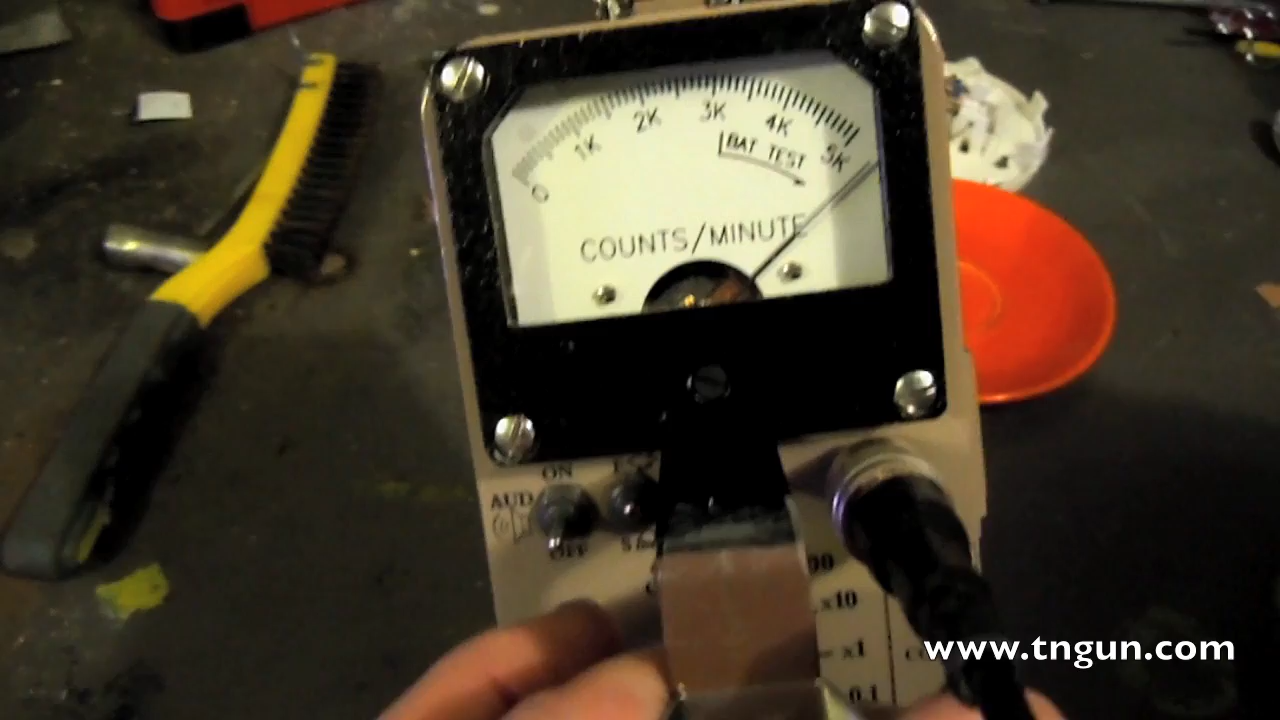 0 1K 2K 3K 4K 5K
BAT TEST
COUNTS/MINUTE
ON
AUD
OFF
x10
x1
0.1
www.tngun.com